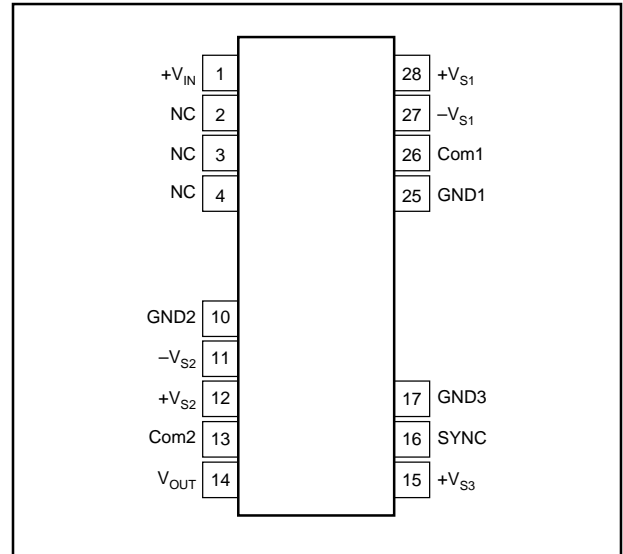 +V_IN 1 28 +V_S1
NC 2 27 –V_S1
NC 3 26 Com1
NC 4 25 GND1
GND2 10
–V_S2 11
+V_S2 12 17 GND3
Com2 13 16 SYNC
V_OUT 14 15 +V_S3